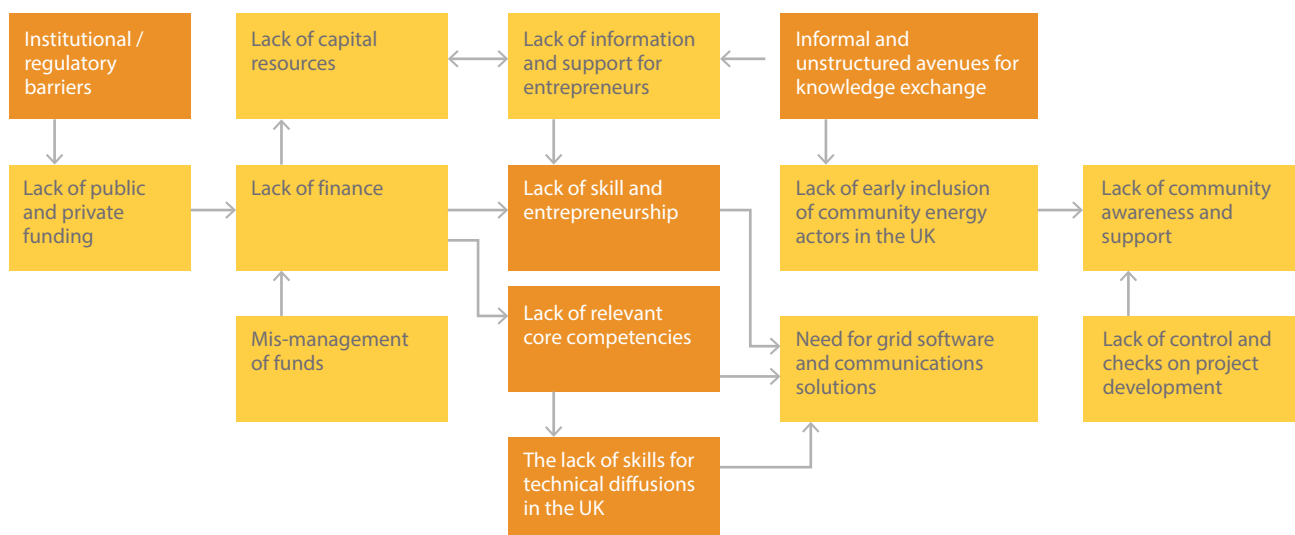 Institutional /
regulatory
barriers
Lack of capital
resources
Lack of information
and support for
entrepreneurs
Informal and
unstructured avenues for
knowledge exchange
Lack of public
and private
funding
Lack of finance
Lack of skill and
entrepreneurship
Lack of early inclusion
of community energy
actors in the UK
Lack of community
awareness and
support
Mis-management
of funds
Lack of relevant
core competencies
Need for grid software
and communications
solutions
Lack of control and
checks on project
development
The lack of skills for
technical diffusions
in the UK